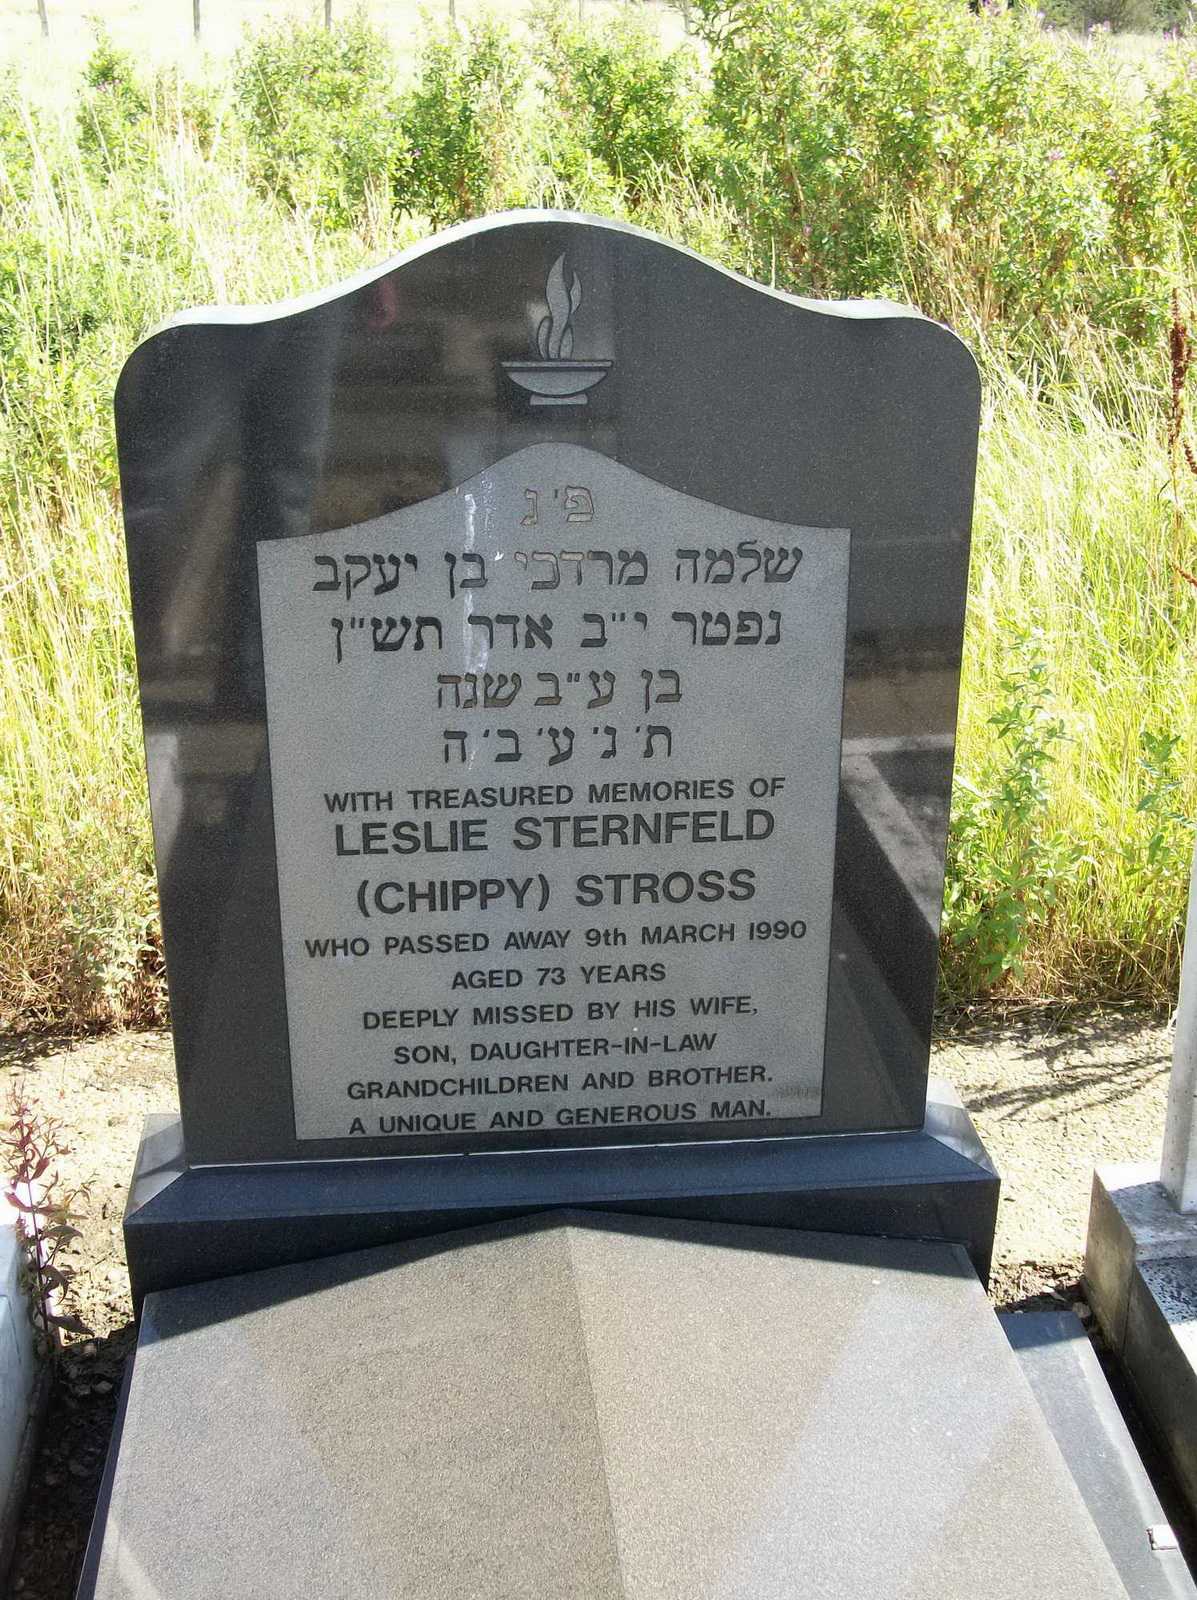 פ' נ
שלמה מרדכי בן יעקב
נפטר י"ב אדר תש"ן
בן ע"ב שנה
ת' נ' ע' ב' ה
WITH TREASURED MEMORIES OF
LESLIE STERNFELD
(CHIPPY) STROSS
WHO PASSED AWAY 9th MARCH 1990
AGED 73 YEARS
DEEPLY MISSED BY HIS WIFE,
SON, DAUGHTER-IN-LAW
GRANDCHILDREN AND BROTHER.
A UNIQUE AND GENEROUS MAN.